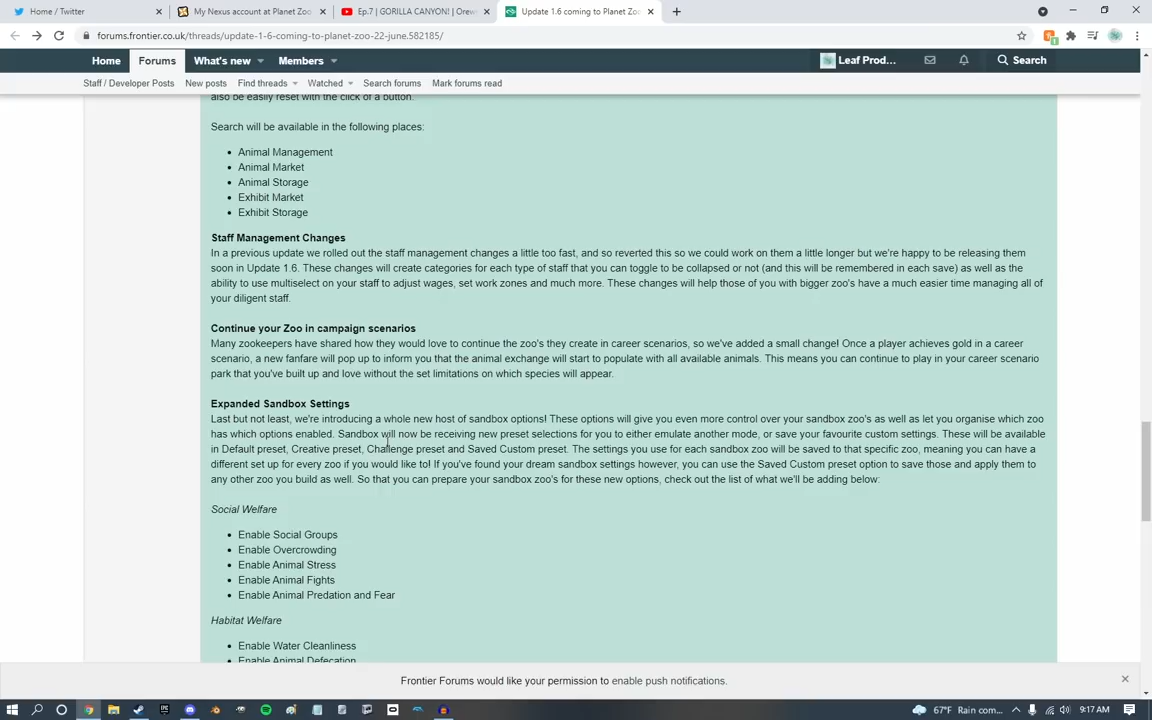 Home / Twitter
My Nexus account at Planet Zoo
Ep.7 | GORILLA CANYON! | Orew
Update 1.6 coming to Planet Zoo
forums.frontier.co.uk/threads/update-1-6-coming-to-planet-zoo-22-june.582185/
Home Forums What's new Members Leaf Prod... Search
Staff / Developer Posts New posts Find threads Watched Search forums Mark forums read
also be easily reset with the click of a button.
Search will be available in the following places:
Animal Management
Animal Market
Animal Storage
Exhibit Market
Exhibit Storage
Staff Management Changes
In a previous update we rolled out the staff management changes a little too fast, and so reverted this so we could work on them a little longer but we're happy to be releasing them
soon in Update 1.6. These changes will create categories for each type of staff that you can toggle to be collapsed or not (and this will be remembered in each save) as well as the
ability to use multiselect on your staff to adjust wages, set work zones and much more. These changes will help those of you with bigger zoo's have a much easier time managing all of
your diligent staff.
Continue your Zoo in campaign scenarios
Many zookeepers have shared how they would love to continue the zoo's they create in career scenarios, so we've added a small change! Once a player achieves gold in a career
scenario, a new fanfare will pop up to inform you that the animal exchange will start to populate with all available animals. This means you can continue to play in your career scenario
park that you've built up and love without the set limitations on which species will appear.
Expanded Sandbox Settings
Last but not least, we're introducing a whole new host of sandbox options! These options will give you even more control over your sandbox zoo's as well as let you organise which zoo
has which options enabled. Sandbox will now be receiving new preset selections for you to either emulate another mode, or save your favourite custom settings. These will be available
in Default preset, Creative preset, Challenge preset and Saved Custom preset. The settings you use for each sandbox zoo will be saved to that specific zoo, meaning you can have a
different set up for every zoo if you would like to! If you've found your dream sandbox settings however, you can use the Saved Custom preset option to save those and apply them to
any other zoo you build as well. So that you can prepare your sandbox zoo's for these new options, check out the list of what we'll be adding below:
Social Welfare
Enable Social Groups
Enable Overcrowding
Enable Animal Stress
Enable Animal Fights
Enable Animal Predation and Fear
Habitat Welfare
Enable Water Cleanliness
Enable Animal Defecation
Frontier Forums would like your permission to enable push notifications.
67°F Rain com... 9:17 AM